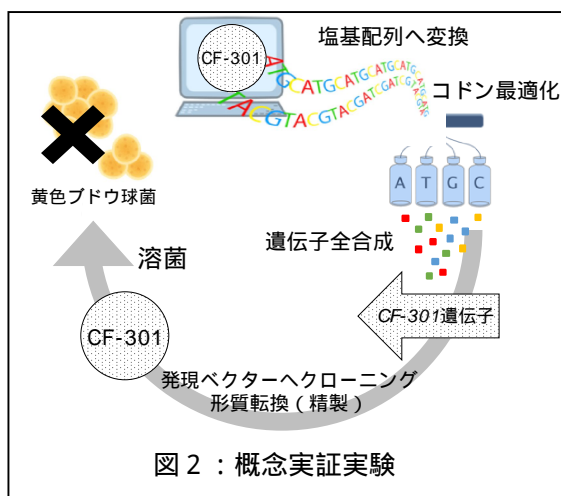 CF-301
ATGCATGCATGCATGCATGC
TACGTACGTACGATCGATCGT
塩基配列へ変換
コドン最適化
A T G C
黄色ブドウ球菌
遺伝子全合成
溶菌
CF-301遺伝子
CF-301
発現ベクターへクローニング
形質転換（精製）
図２：概念実証実験